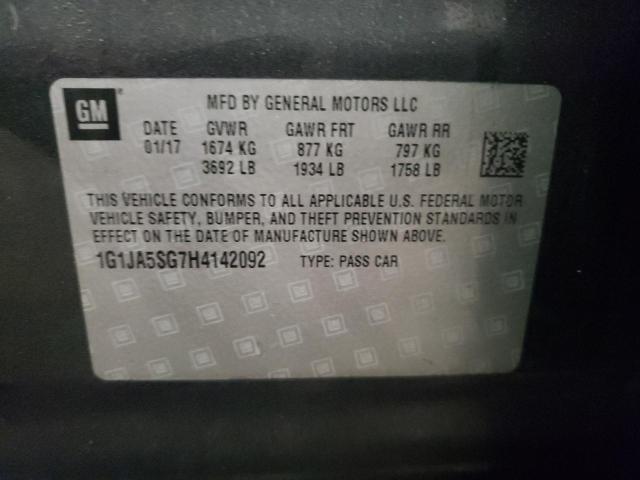 GM
MFD BY GENERAL MOTORS LLC
DATE GVWR GAWR FRT GAWR RR
01/17 1674 KG 877 KG 797 KG
3692 LB 1934 LB 1758 LB
THIS VEHICLE CONFORMS TO ALL APPLICABLE U.S. FEDERAL MOTOR
VEHICLE SAFETY, BUMPER, AND THEFT PREVENTION STANDARDS IN
EFFECT ON THE DATE OF MANUFACTURE SHOWN ABOVE.
1G1JA5SG7H4142092 TYPE: PASS CAR